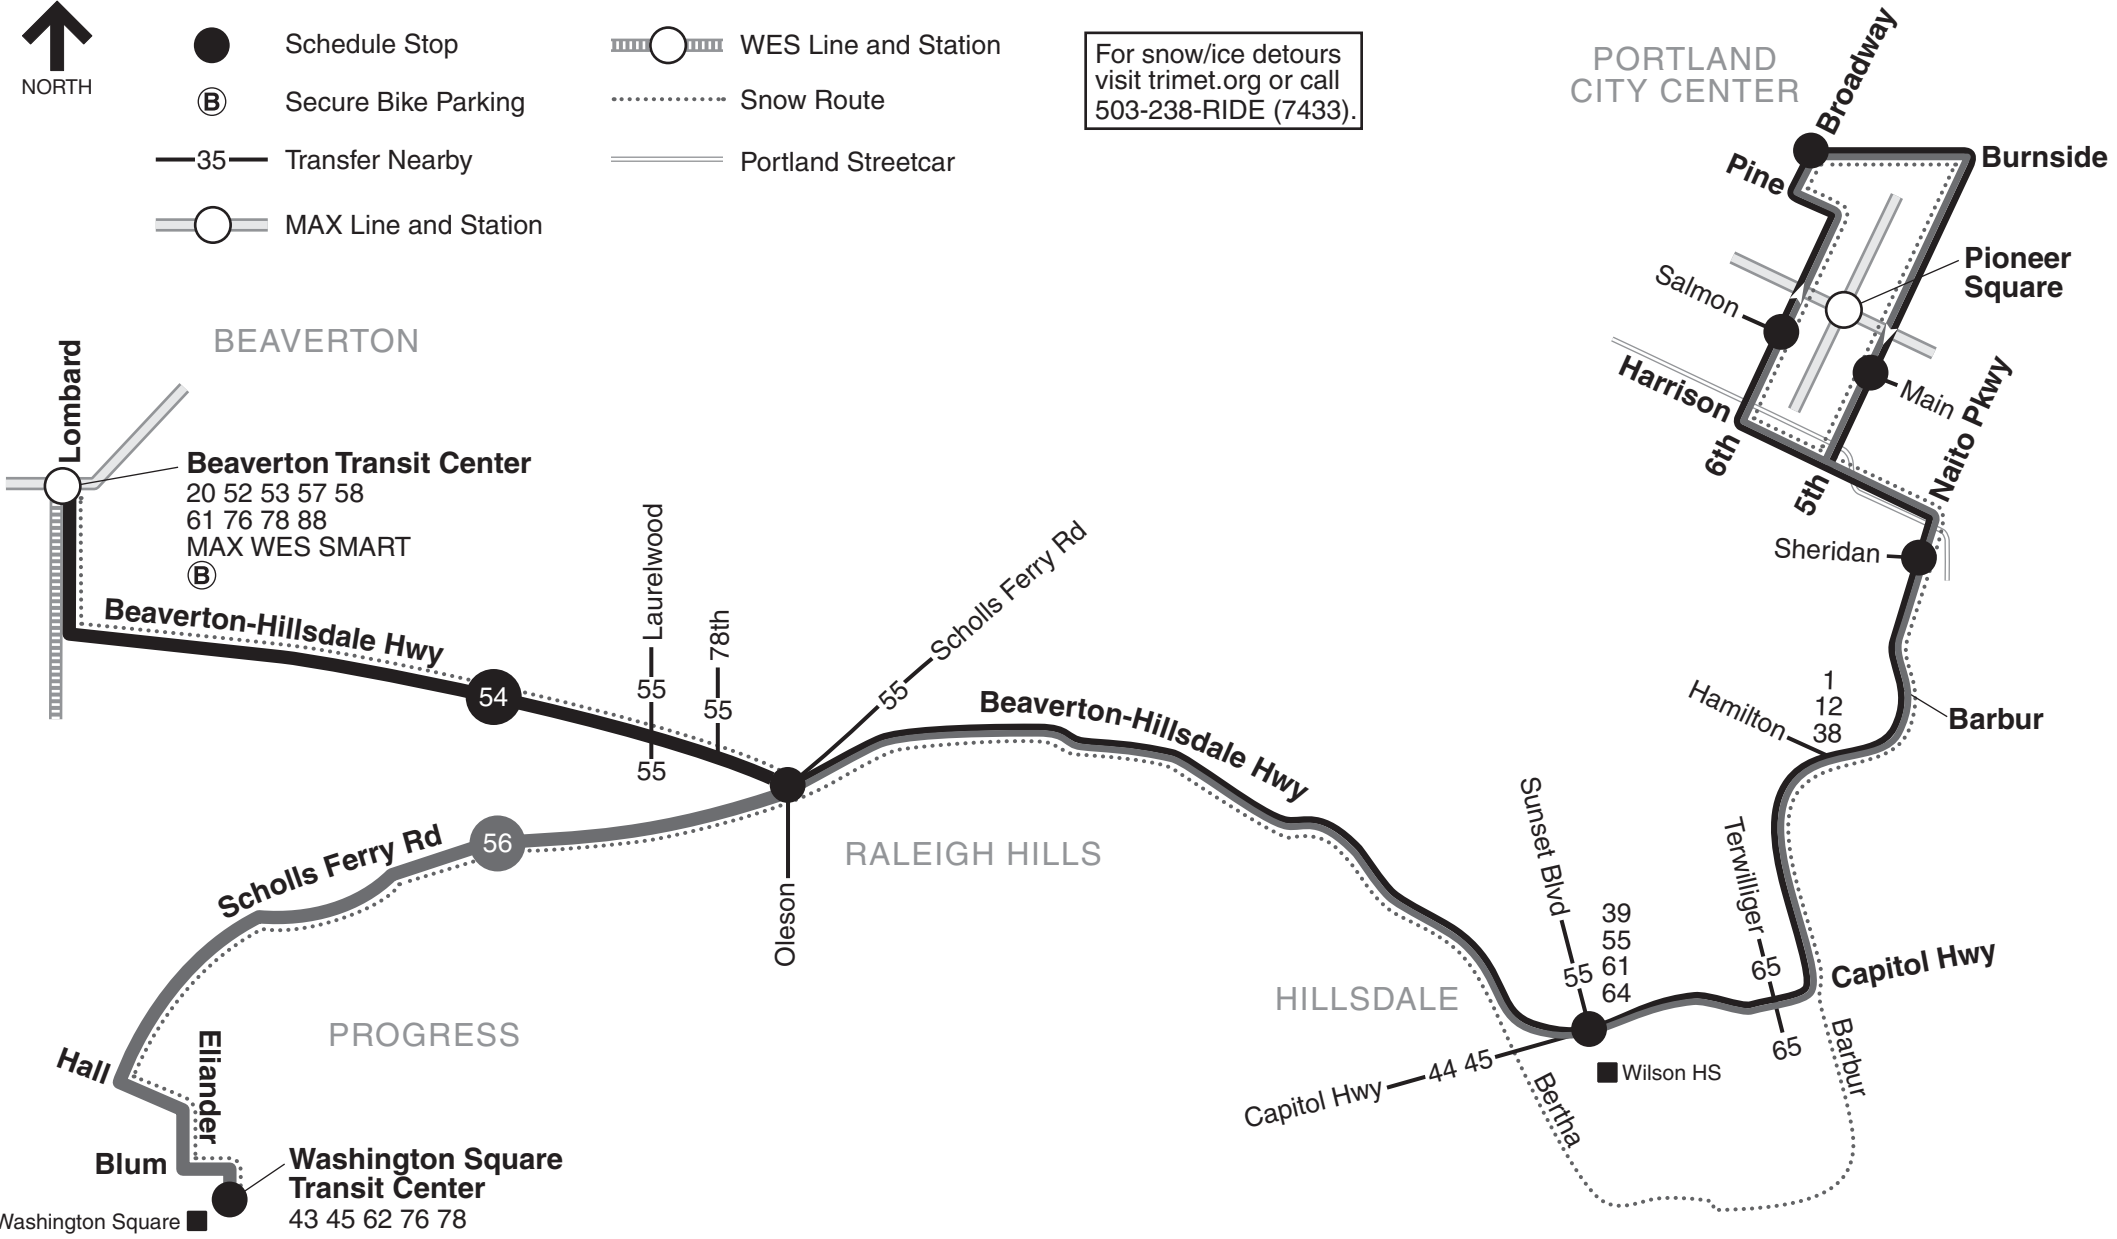 NORTH
Schedule Stop
B
Secure Bike Parking
35
Transfer Nearby
MAX Line and Station
WES Line and Station
Snow Route
Portland Streetcar
For snow/ice detours
visit trimet.org or call
503-238-RIDE (7433).
PORTLAND
CITY CENTER
Broadway
Burnside
Pine
Pioneer
Square
Salmon
Harrison
Main
Naito Pkwy
6th
5th
Sheridan
BEAVERTON
Lombard
Beaverton Transit Center
20 52 53 57 58
61 76 78 88
MAX WES SMART
B
Beaverton-Hillsdale Hwy
54
Laurelwood
55
55
78th
55
Scholls Ferry Rd
55
Beaverton-Hillsdale Hwy
Hamilton
1
12
38
Barbur
56
Scholls Ferry Rd
RALEIGH HILLS
Oleson
Sunset Blvd
55
39
55
61
64
Terwilliger
65
65
Capitol Hwy
HILLSDALE
Capitol Hwy
44 45
Wilson HS
Bertha
Barbur
PROGRESS
Hall
Eliander
Blum
Washington Square
Transit Center
43 45 62 76 78
Washington Square